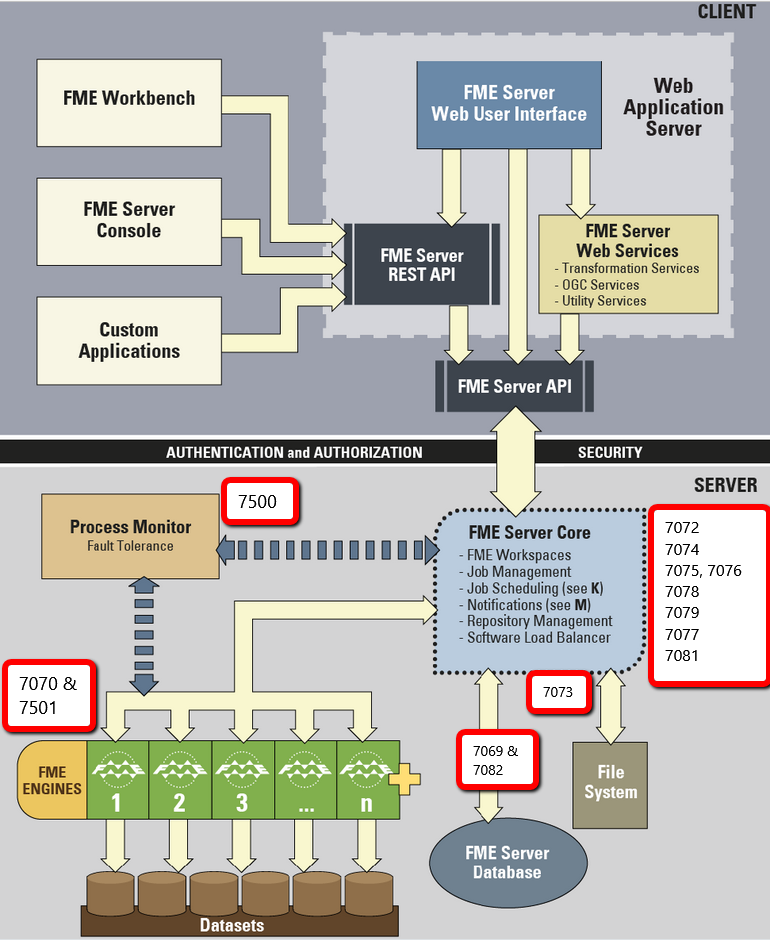 CLIENT
FME Workbench
FME Server
Console
Custom
Applications
FME Server
Web User Interface
Web
Application
Server
FME Server
REST API
FME Server
Web Services
- Transformation Services
- OGC Services
- Utility Services
FME Server API
AUTHENTICATION and AUTHORIZATION
SECURITY
SERVER
7500
Process Monitor
Fault Tolerance
FME Server Core
- FME Workspaces
- Job Management
- Job Scheduling (see K)
- Notifications (see M)
- Repository Management
- Software Load Balancer
7072
7074
7075, 7076
7078
7079
7077
7081
7070 &
7501
7073
7069 &
7082
FME
ENGINES
1
2
3
...
n
File
System
FME Server
Database
Datasets